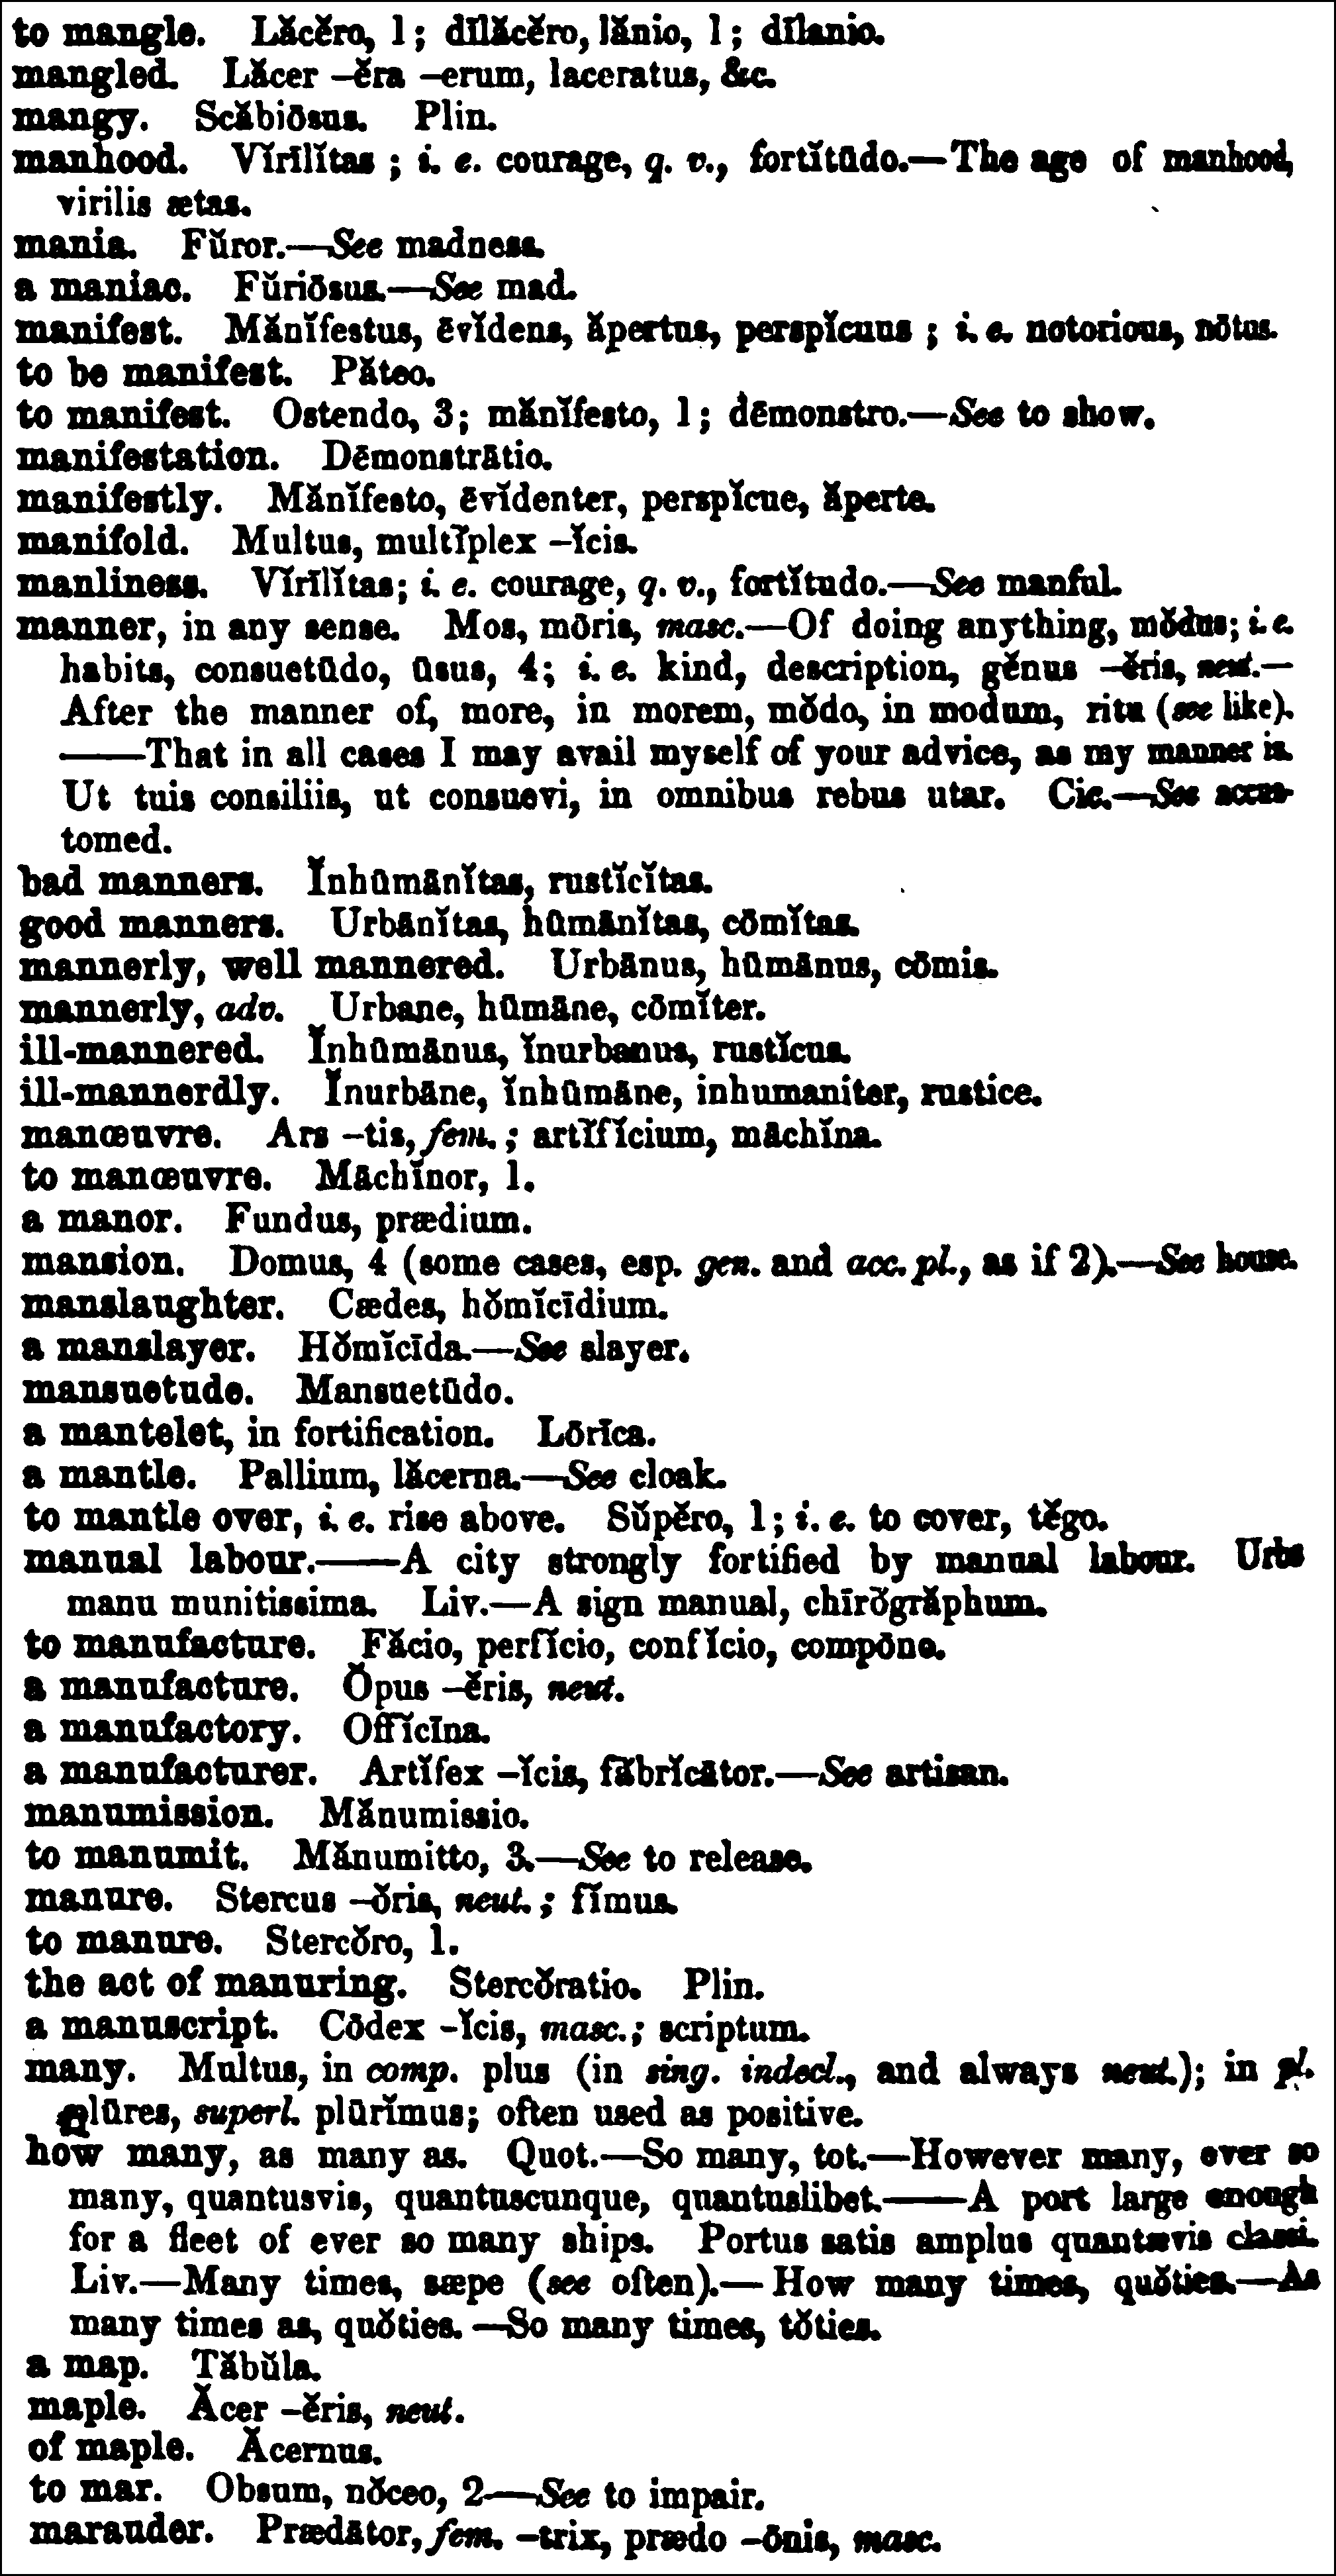 to mangle. Lăcĕro, 1; dīlăcĕro, lănio, 1; dīlanio.
mangled. Lăcer –ĕra –erum, laceratus, &c.
mangy. Scăbiōsus. Plin.
manhood. Vĭrīlĭtas; i. e. courage, q. v., fortĭtūdo.—The age of manhood,
virilis ætas.
mania. Fŭror.—See madness.
a maniac. Fŭriōsus.—See mad.
manifest. Mănĭfestus, ēvĭdens, ăpertus, perspĭcuus; i. e. notorious, nōtus.
to be manifest. Păteo.
to manifest. Ostendo, 3; mănĭfesto, 1; dēmonstro.—See to show.
manifestation. Dēmonstrātio.
manifestly. Mănĭfesto, ēvĭdenter, perspĭcue, ăperte.
manifold. Multus, multĭplex –ĭcis.
manliness. Vĭrīlĭtas; i. e. courage, q. v., fortĭtudo.—See manful.
manner, in any sense. Mos, mōris, masc.—Of doing anything, mŏdus; i. e.
habits, consuetūdo, ūsus, 4; i. e. kind, description, gĕnus –ĕris, neut.—
After the manner of, more, in morem, mŏdo, in modum, ritu (see like).
——That in all cases I may avail myself of your advice, as my manner is.
Ut tuis consiliis, ut consuevi, in omnibus rebus utar. Cic.—See accus-
tomed.
bad manners. Ĭnhūmānĭtas, rustĭcĭtas.
good manners. Urbānĭtas, hūmānĭtas, cōmĭtas.
mannerly, well mannered. Urbānus, hūmānus, cōmis.
mannerly, adv. Urbane, hūmāne, cōmĭter.
ill-mannered. Ĭnhūmānus, ĭnurbanus, rustĭcus.
ill-mannerdly. Ĭnurbāne, ĭnhūmāne, inhumaniter, rustice.
manœuvre. Ars –tis, fem.; artĭfĭcium, māchĭna.
to manœuvre. Māchĭnor, 1.
a manor. Fundus, prædium.
mansion. Domus, 4 (some cases, esp. gen. and acc. pl., as if 2).—See house.
manslaughter. Cædes, hŏmĭcīdium.
a manslayer. Hŏmĭcīda.—See slayer.
mansuetude. Mansuetūdo.
a mantelet, in fortification. Lōrīca.
a mantle. Pallium, lăcerna.—See cloak.
to mantle over, i. e. rise above. Sŭpĕro, 1; i. e. to cover, tĕgo.
manual labour.——A city strongly fortified by manual labour. Urbs
manu munitissima. Liv.—A sign manual, chīrŏgrăphum.
to manufacture. Făcio, perfĭcio, confĭcio, compōno.
a manufacture. Ŏpus –ĕris, neut.
a manufactory. Offĭcīna.
a manufacturer. Artĭfex –ĭcis, făbrĭcātor.—See artisan.
manumission. Mănumissio.
to manumit. Mănumitto, 3.—See to release.
manure. Stercus –ŏris, neut.; fĭmus.
to manure. Stercŏro, 1.
the act of manuring. Stercŏratio. Plin.
a manuscript. Cōdex -ĭcis, masc.; scriptum.
many. Multus, in comp. plus (in sing. indecl., and always neut.); in pl.
plūres, superl. plūrĭmus; often used as positive.
how many, as many as. Quot.—So many, tot.—However many, ever so
many, quantusvis, quantuscunque, quantuslibet.——A port large enough
for a fleet of ever so many ships. Portus satis amplus quantævis classi.
Liv.—Many times, sæpe (see often).—How many times, quŏties.—As
many times as, quŏties.—So many times, tŏties.
a map. Tăbŭla.
maple. Ăcer –ĕris, neut.
of maple. Ăcernus.
to mar. Obsum, nŏceo, 2—See to impair.
marauder. Prædātor, fem. –trix, prædo –ōnis, masc.